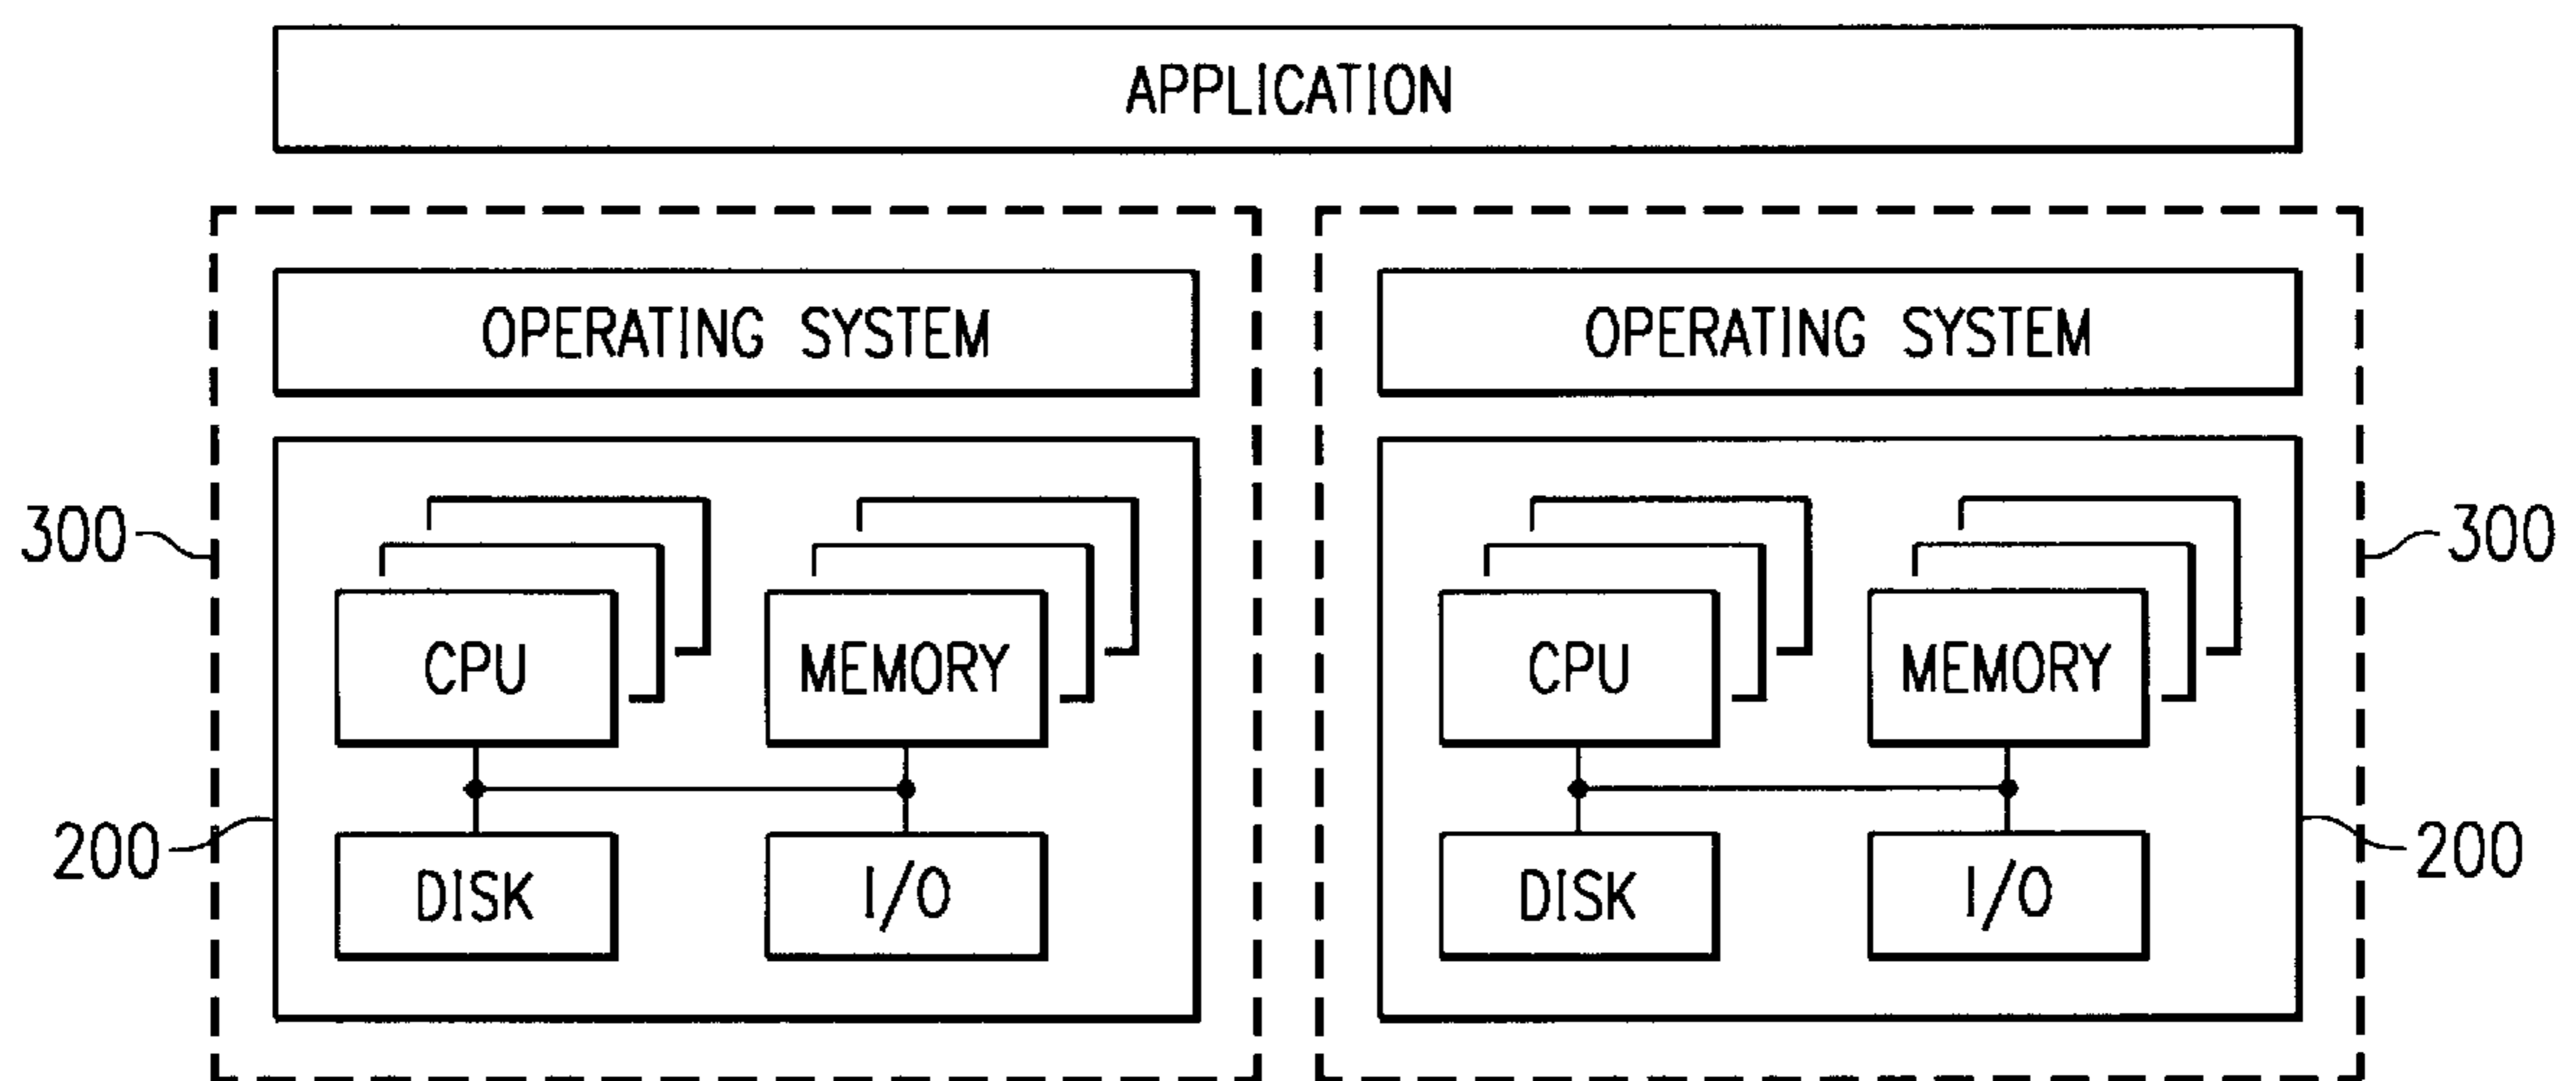 APPLICATION
OPERATING SYSTEM
OPERATING SYSTEM
300
CPU
MEMORY
CPU
MEMORY
300
200
DISK
I/O
DISK
I/O
200